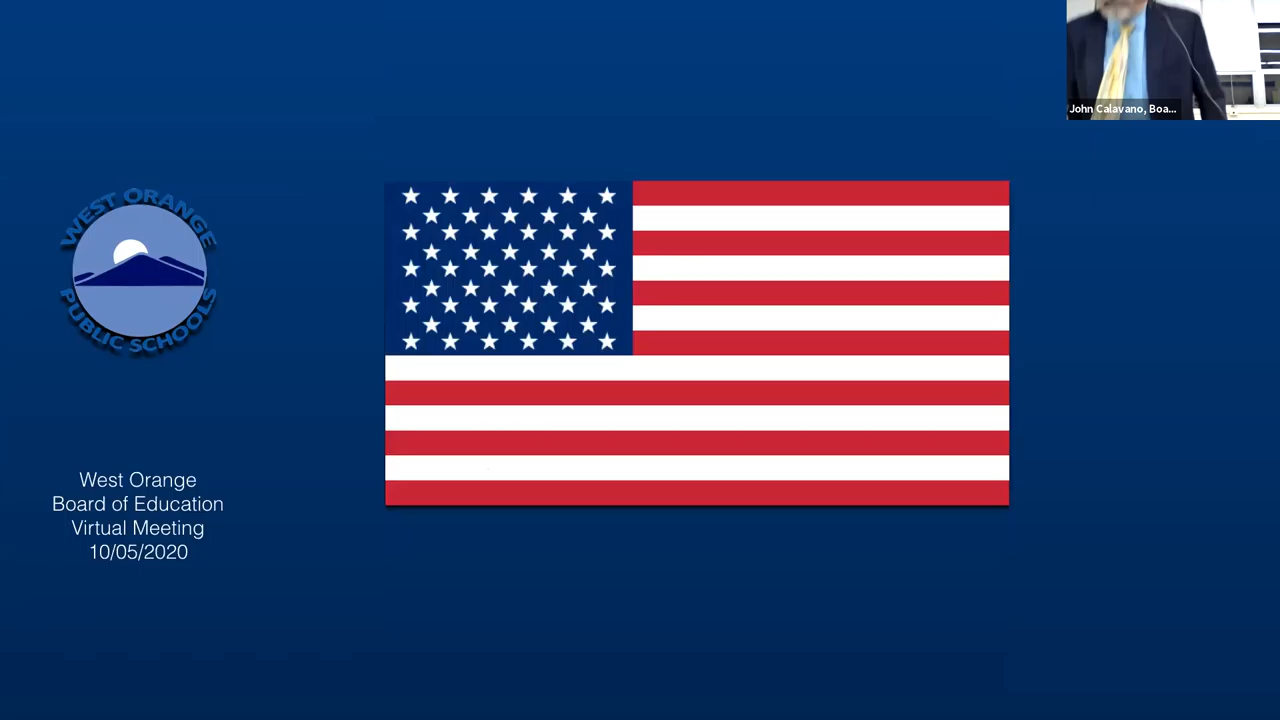 WEST ORANGE
PUBLIC SCHOOLS
West Orange
Board of Education
Virtual Meeting
10/05/2020
John Calavano, Boa...